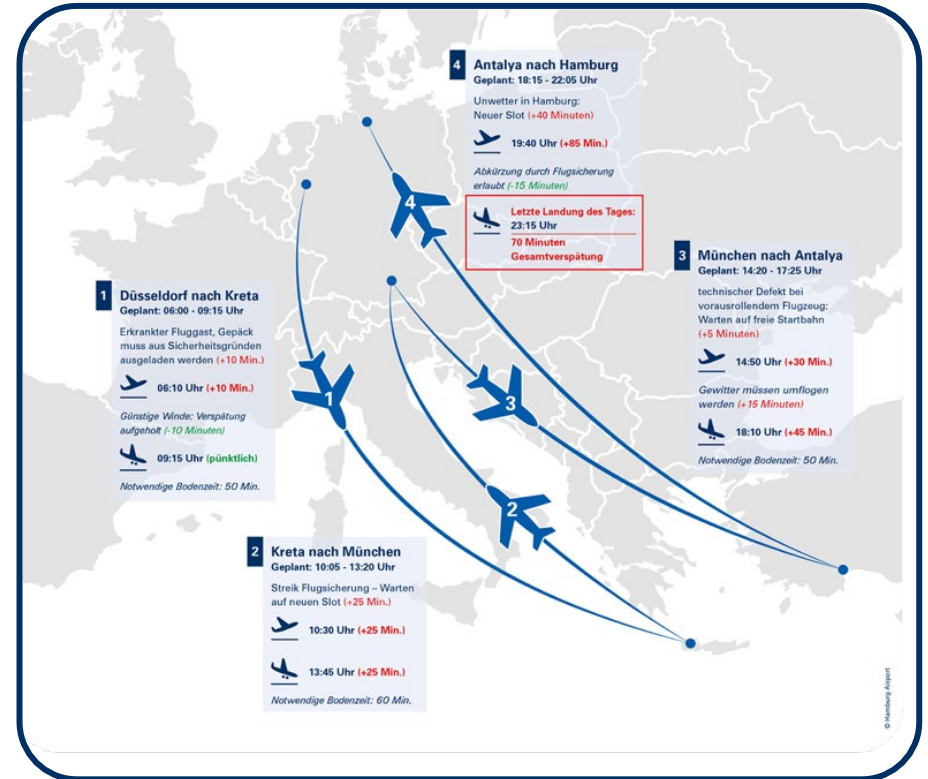 1
Düsseldorf nach Kreta
Geplant: 06:00 - 09:15 Uhr
Erkrankter Fluggast, Gepäck
muss aus Sicherheitsgründen
ausgeladen werden (+10 Min.)
06:10 Uhr (+10 Min.)
Günstige Winde: Verspätung
aufgeholt (-10 Minuten)
09:15 Uhr (pünktlich)
Notwendige Bodenzeit: 50 Min.
2
Kreta nach München
Geplant: 10:05 - 13:20 Uhr
Streik Flugsicherung – Warten
auf neuen Slot (+25 Min.)
10:30 Uhr (+25 Min.)
13:45 Uhr (+25 Min.)
Notwendige Bodenzeit: 60 Min.
3
München nach Antalya
Geplant: 14:20 - 17:25 Uhr
technischer Defekt bei
vorausrollendem Flugzeug:
Warten auf freie Startbahn
(+5 Minuten)
14:50 Uhr (+30 Min.)
Gewitter müssen umflogen
werden (+15 Minuten)
18:10 Uhr (+45 Min.)
Notwendige Bodenzeit: 50 Min.
4
Antalya nach Hamburg
Geplant: 18:15 - 22:05 Uhr
Unwetter in Hamburg:
Neuer Slot (+40 Minuten)
19:40 Uhr (+85 Min.)
Abkürzung durch Flugsicherung
erlaubt (-15 Minuten)
Letzte Landung des Tages:
23:15 Uhr
70 Minuten
Gesamtverspätung
1
2
3
4
© Hamburg Airport